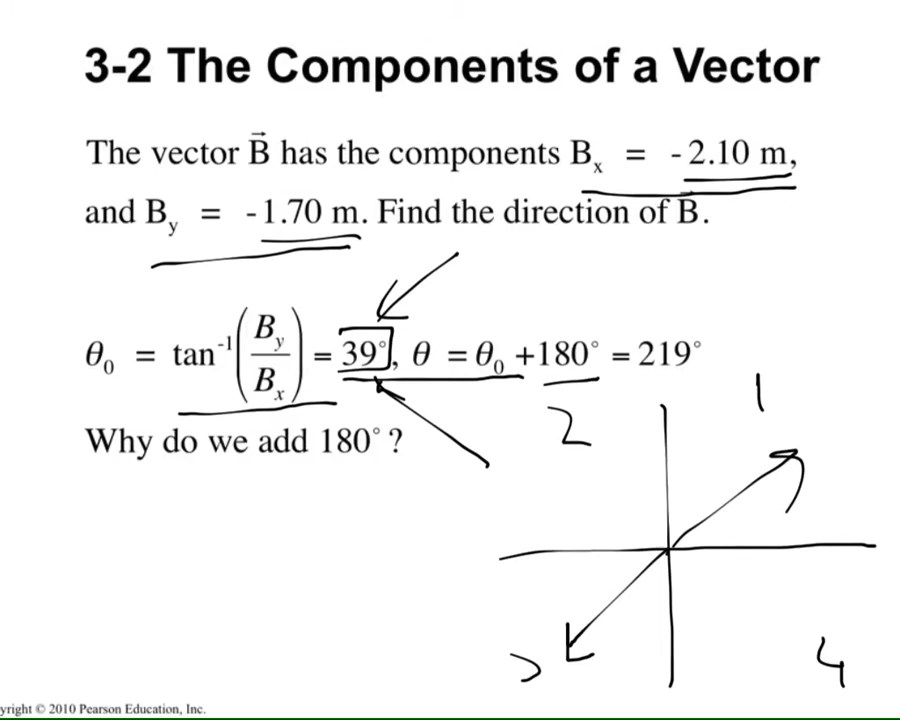 3-2 The Components of a Vector
The vector B⃗ has the components Bₓ = -2.10 m,
and B_y = -1.70 m. Find the direction of B⃗.
θ₀ = tan⁻¹(B_y/Bₓ) = 39°, θ = θ₀ +180° = 219°
Why do we add 180° ?
1
2
4
yright © 2010 Pearson Education, Inc.